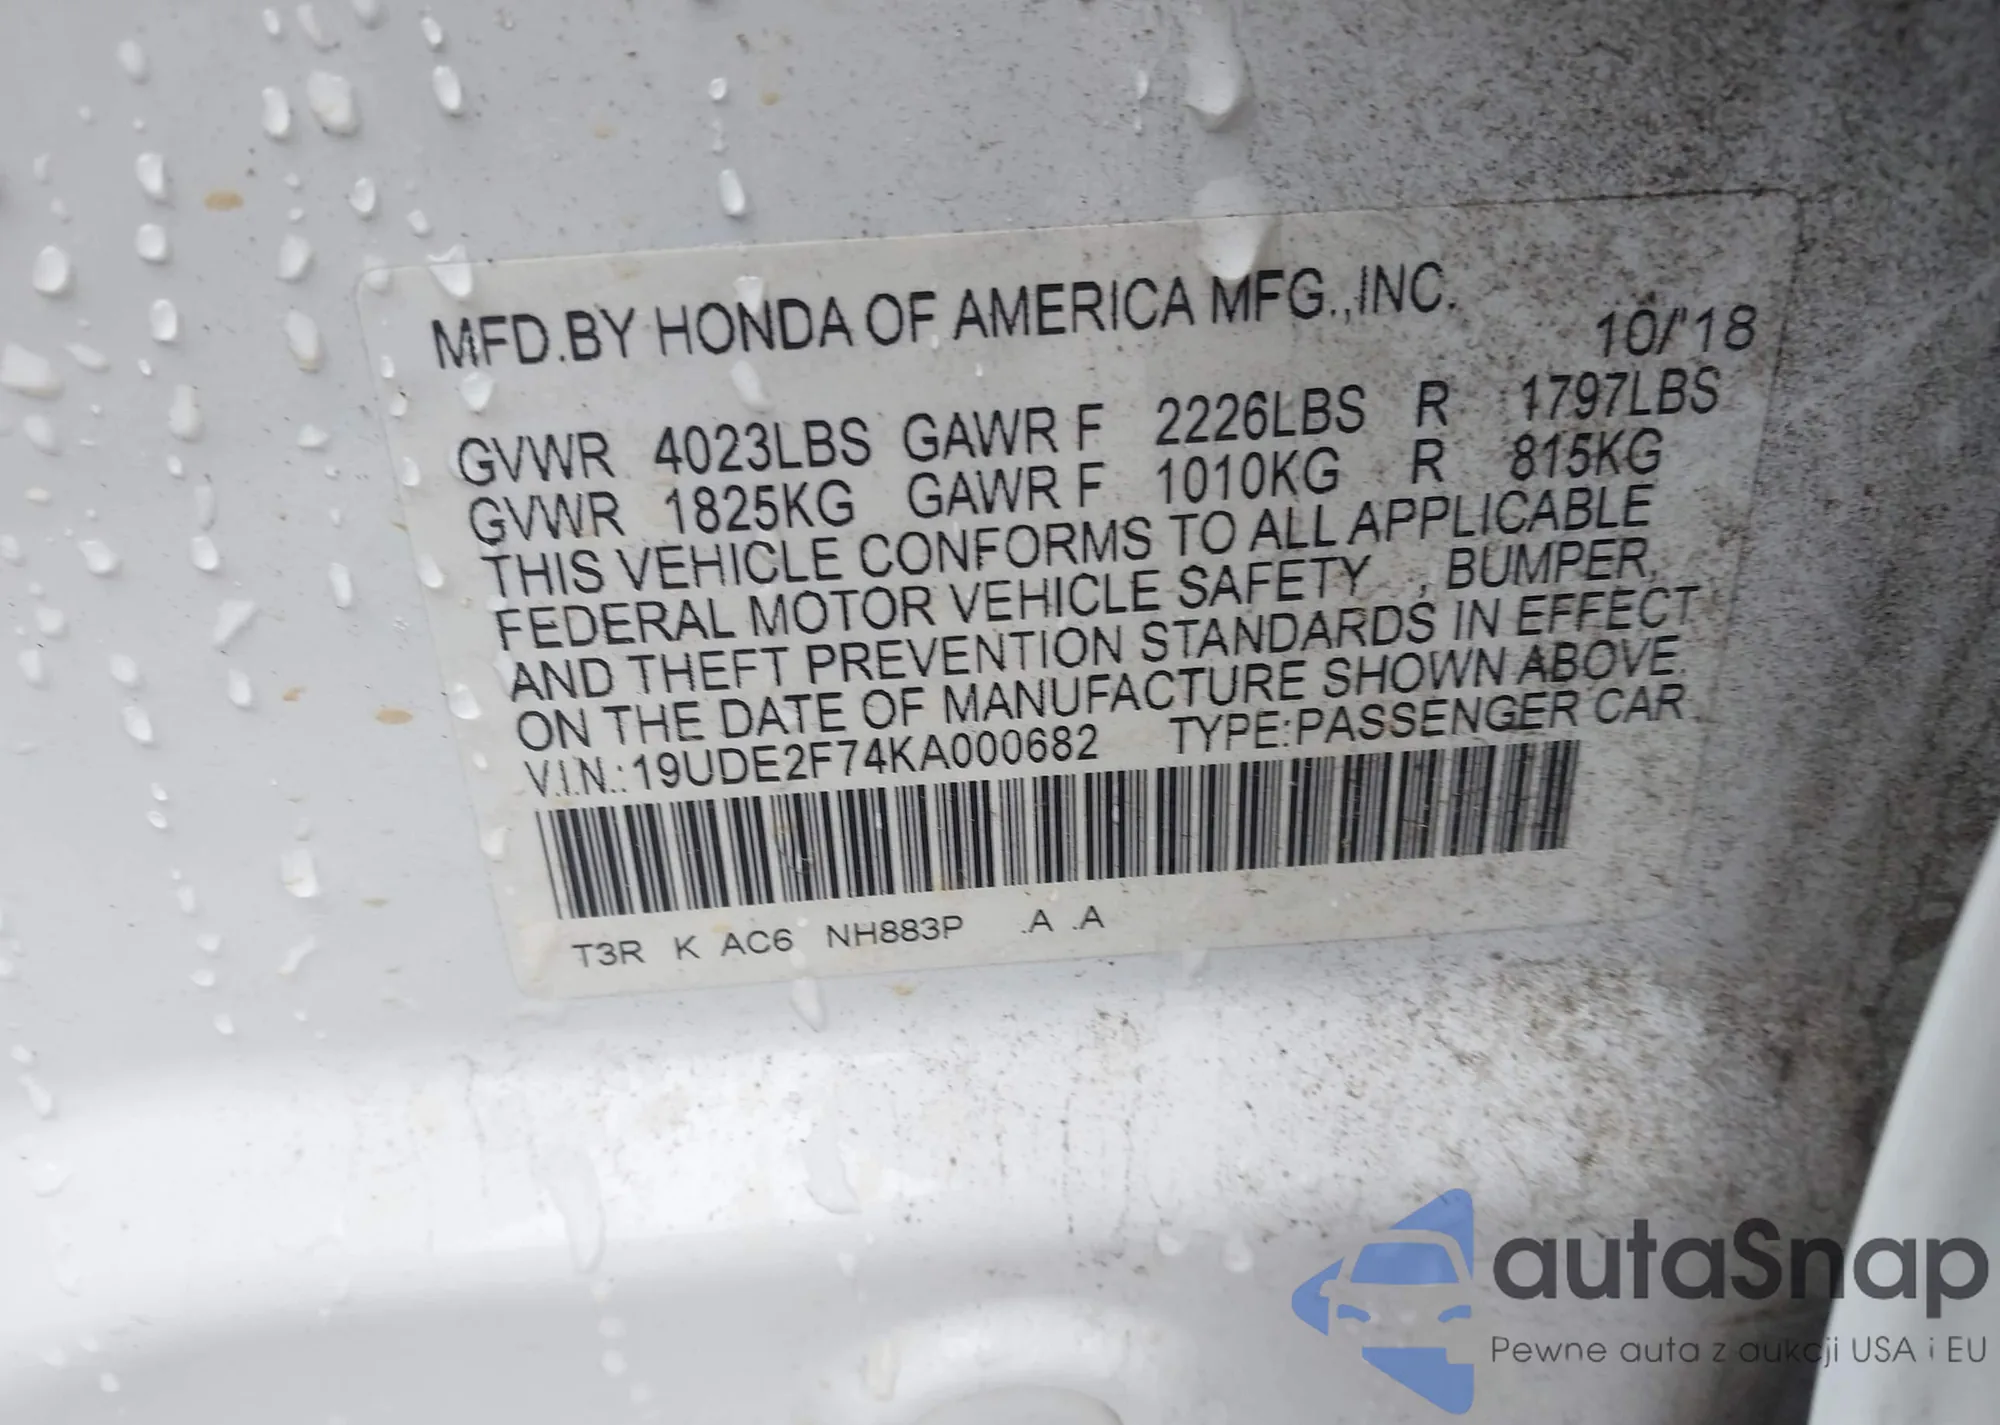 MFD.BY HONDA OF AMERICA MFG.,INC.
10/'18
GVWR 4023LBS GAWR F 2226LBS R 1797LBS
GVWR 1825KG GAWR F 1010KG R 815KG
THIS VEHICLE CONFORMS TO ALL APPLICABLE
FEDERAL MOTOR VEHICLE SAFETY , BUMPER,
AND THEFT PREVENTION STANDARDS IN EFFECT
ON THE DATE OF MANUFACTURE SHOWN ABOVE.
V.I.N.:19UDE2F74KA000682 TYPE:PASSENGER CAR
T3R K AC6 NH883P .A .A
autaSnap
Pewne auta z aukcji USA i EU